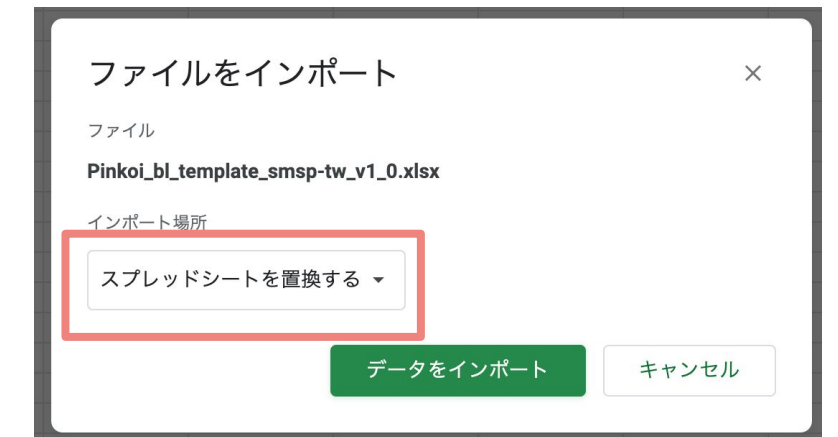 ファイルをインポート
ファイル
Pinkoi_bl_template_smsp-tw_v1_0.xlsx
インポート場所
スプレッドシートを置換する
データをインポート キャンセル